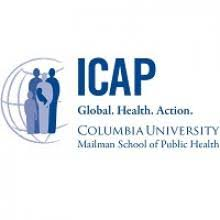 ICAP
Global. Health. Action.
COLUMBIA UNIVERSITY
Mailman School of Public Health